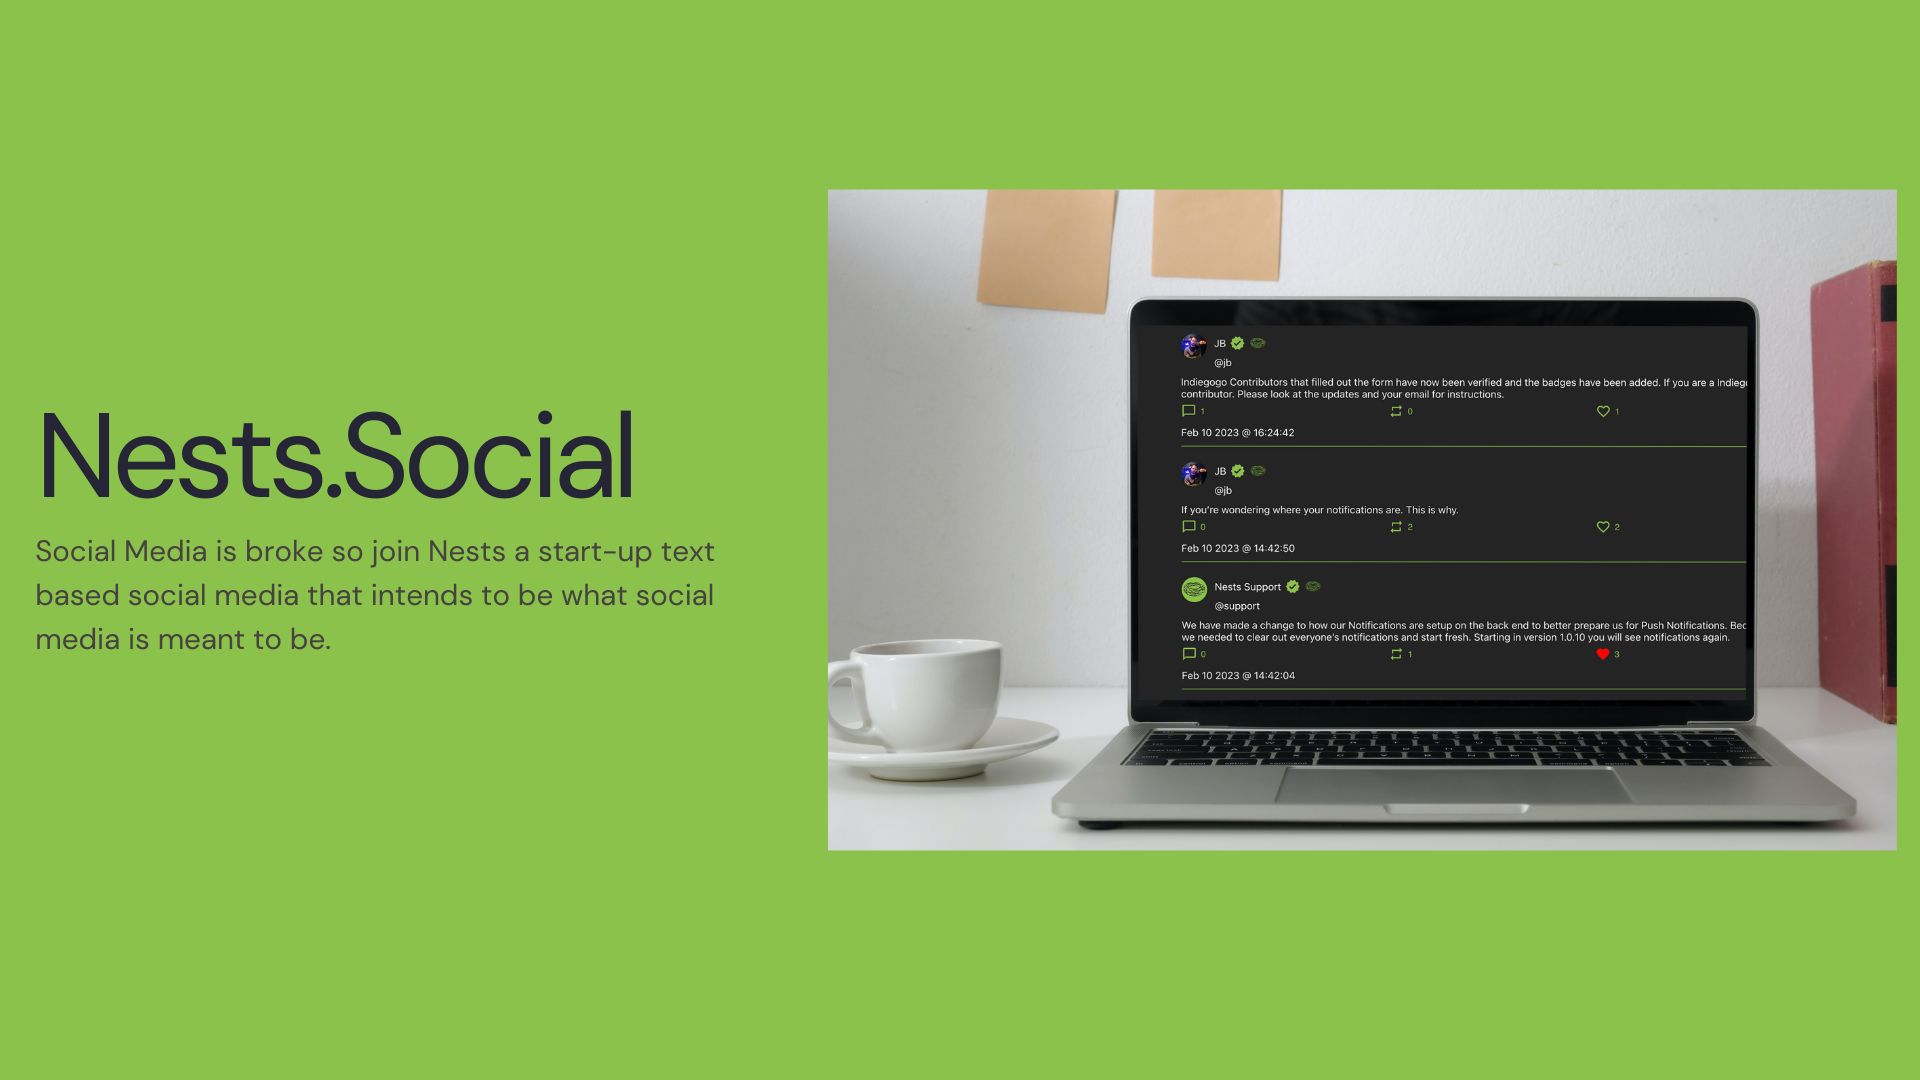 Nests.Social
Social Media is broke so join Nests a start-up text
based social media that intends to be what social
media is meant to be.
JB
@jb
Indiegogo Contributors that filled out the form have now been verified and the badges have been added. If you are a Indieg
contributor. Please look at the updates and your email for instructions.
1 0 1
Feb 10 2023 @ 16:24:42
JB
@jb
If you're wondering where your notifications are. This is why.
0 2 2
Feb 10 2023 @ 14:42:50
Nests Support
@support
We have made a change to how our Notifications are setup on the back end to better prepare us for Push Notifications. Bec
we needed to clear out everyone's notifications and start fresh. Starting in version 1.0.10 you will see notifications again.
0 1 3
Feb 10 2023 @ 14:42:04